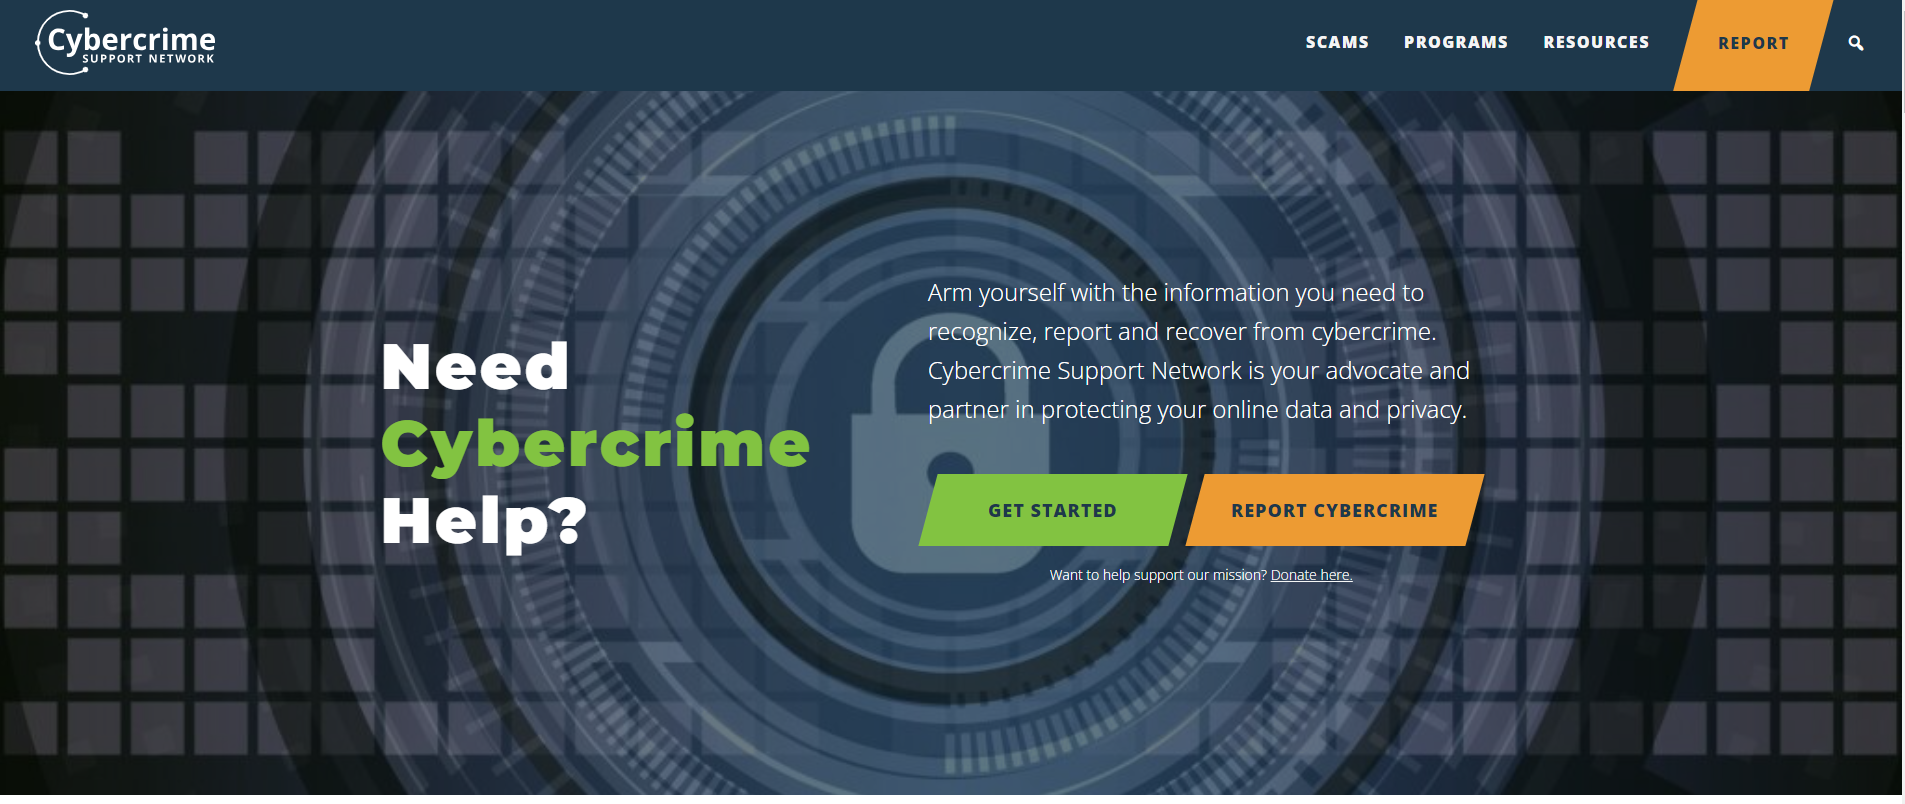 Cybercrime
SUPPORT NETWORK
SCAMS
PROGRAMS
RESOURCES
REPORT
Need
Cybercrime
Help?
Arm yourself with the information you need to
recognize, report and recover from cybercrime.
Cybercrime Support Network is your advocate and
partner in protecting your online data and privacy.
GET STARTED
REPORT CYBERCRIME
Want to help support our mission? Donate here.